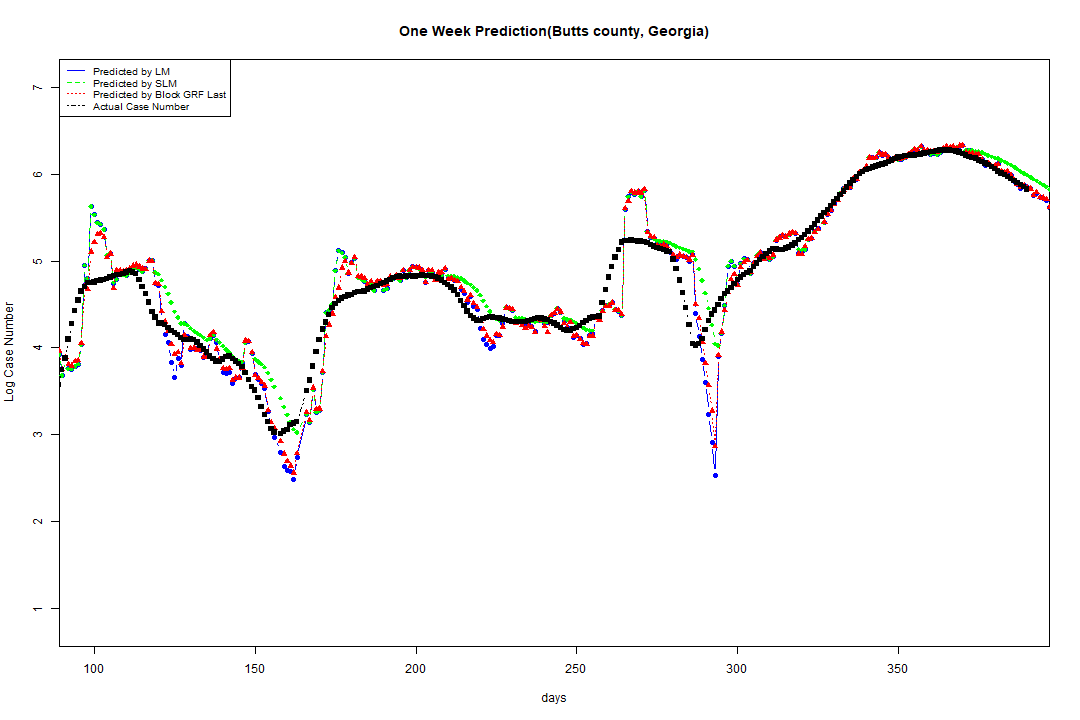 One Week Prediction(Butts county, Georgia)
Predicted by LM
Predicted by SLM
Predicted by Block GRF Last
Actual Case Number
Log Case Number
7
6
5
4
3
2
1
100 150 200 250 300 350
days